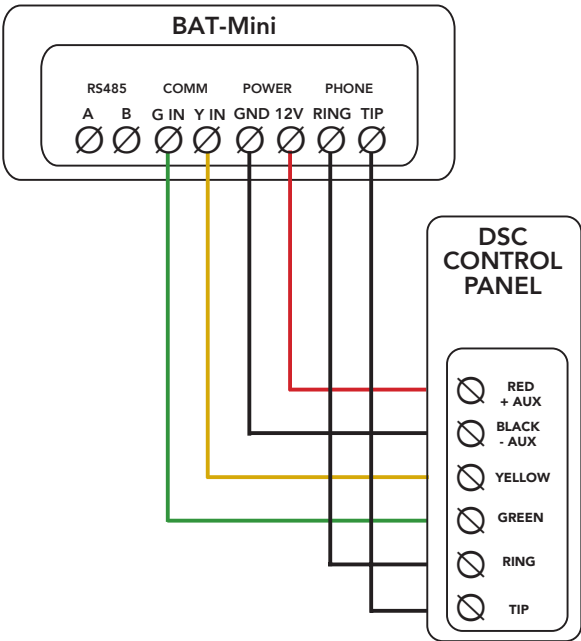 BAT-Mini
RS485 COMM POWER PHONE
A B G IN Y IN GND 12V RING TIP
DSC
CONTROL
PANEL
RED
+ AUX
BLACK
- AUX
YELLOW
GREEN
RING
TIP